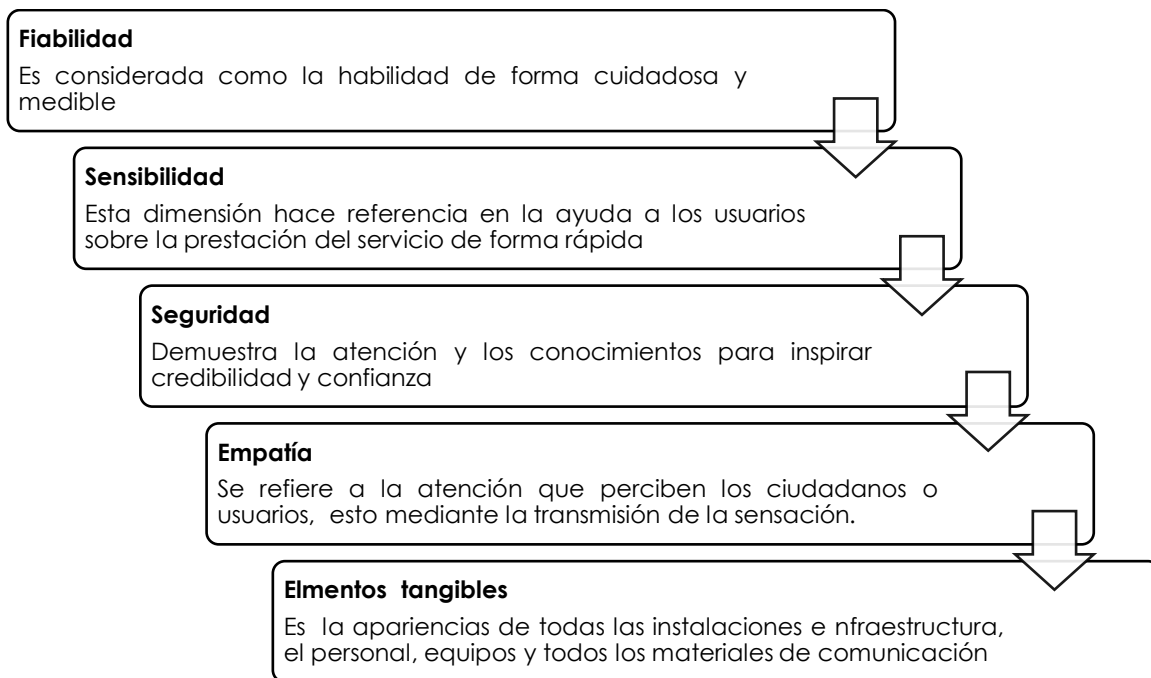 Fiabilidad
Es considerada como la habilidad de forma cuidadosa y
medible
Sensibilidad
Esta dimensión hace referencia en la ayuda a los usuarios
sobre la prestación del servicio de forma rápida
Seguridad
Demuestra la atención y los conocimientos para inspirar
credibilidad y confianza
Empatía
Se refiere a la atención que perciben los ciudadanos o
usuarios, esto mediante la transmisión de la sensación.
Elmentos tangibles
Es la apariencias de todas las instalaciones e nfraestructura,
el personal, equipos y todos los materiales de comunicación